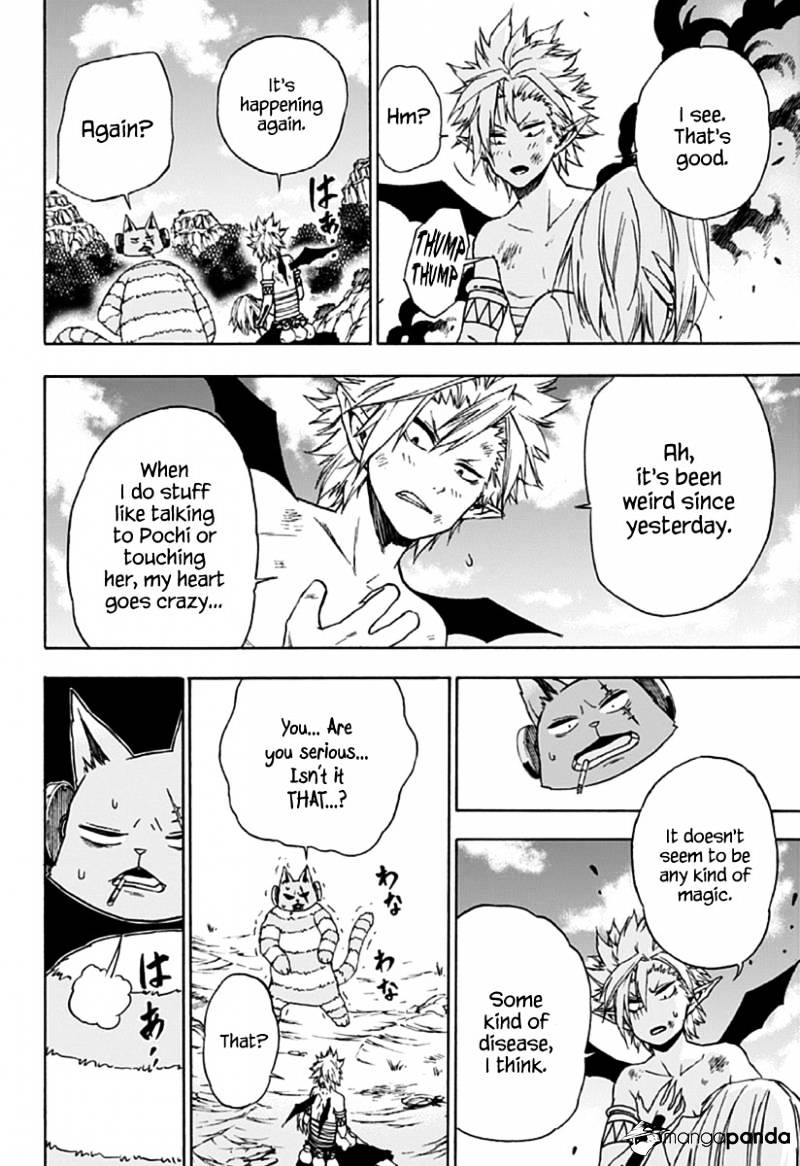 I see.
That's
good.
Hm?
THUMP
THUMP
It's
happening
again.
Again?
はぁ?
Ah,
it's been
weird since
yesterday.
When
I do stuff
like talking
to Pochi or
touching
her, my heart
goes crazy...
It doesn't
seem to be
any kind of
magic.
Some
kind of
disease,
I think.
You... Are
you serious...
Isn't it
THAT...?
わな
わな
That?
はぁ…
mangapanda